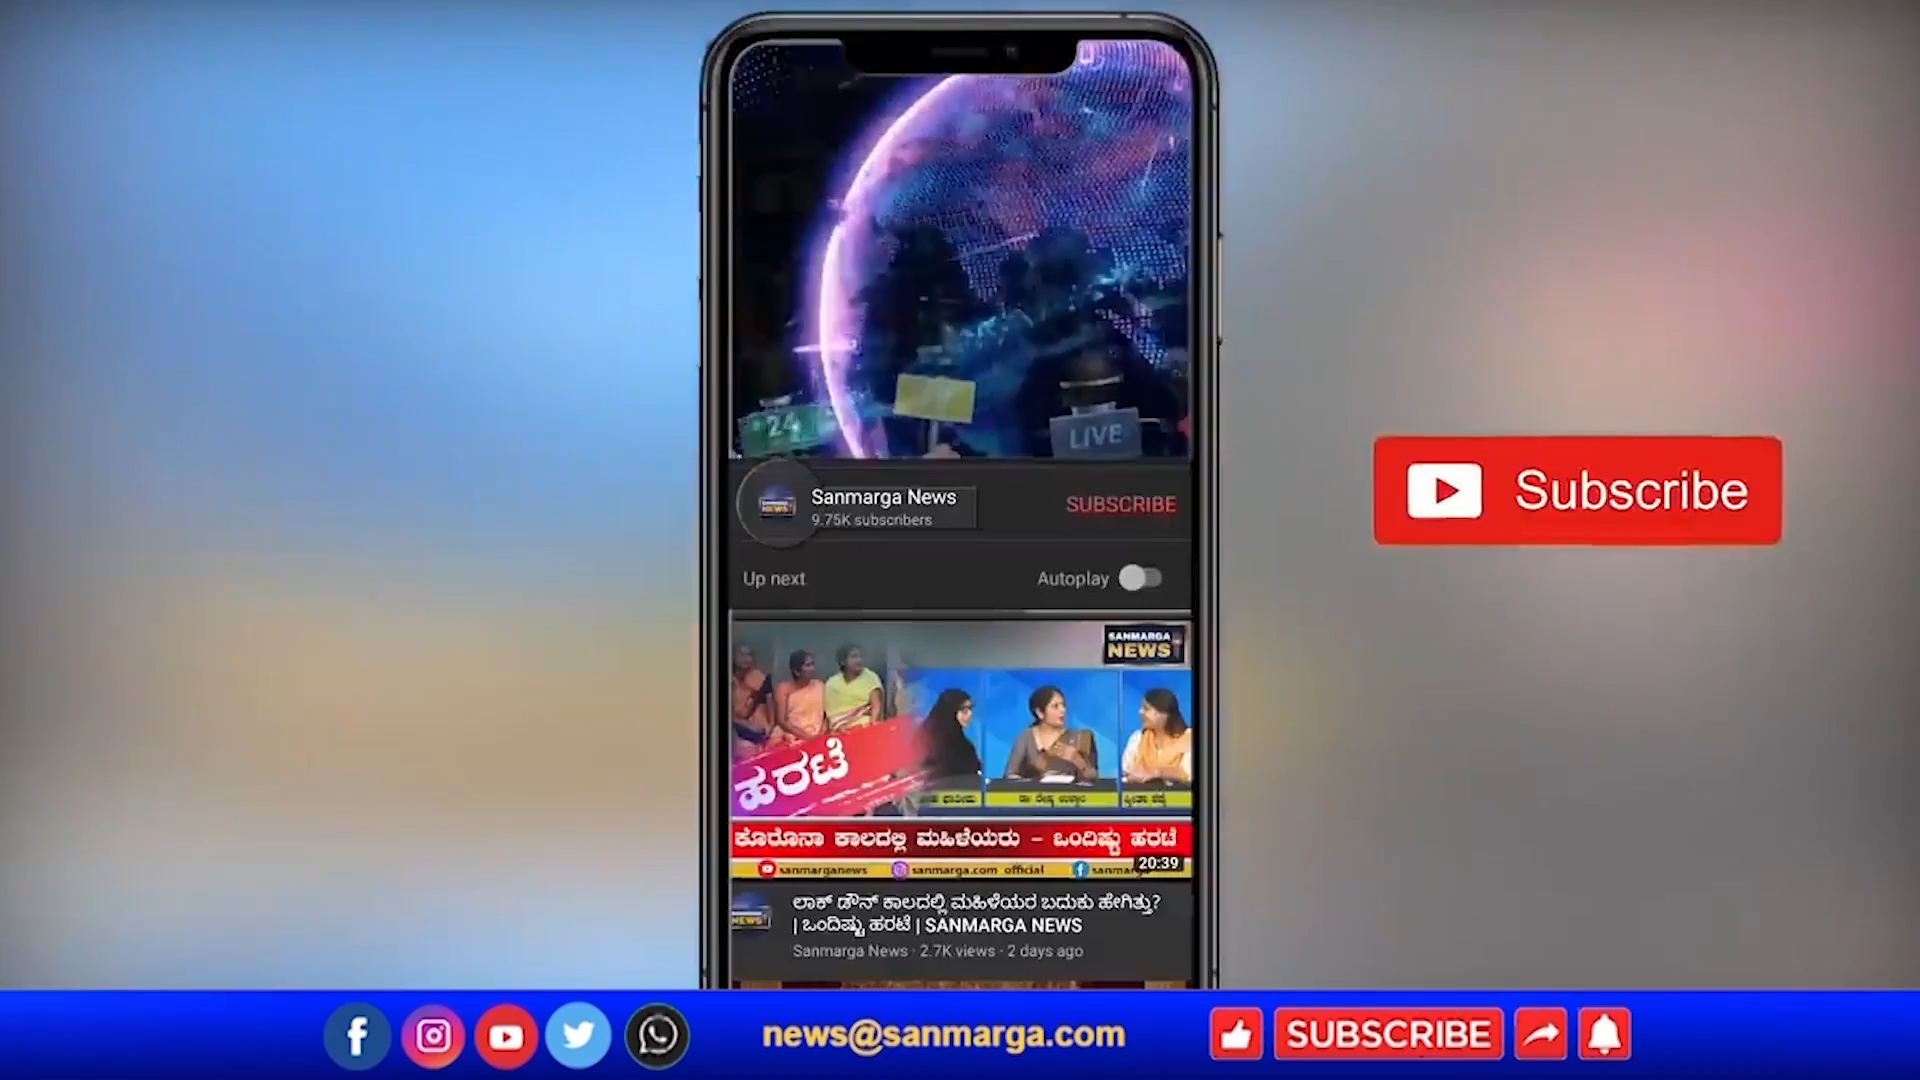 24
LIVE
Sanmarga News
9.75K subscribers
SUBSCRIBE
Subscribe
Up next
Autoplay
SANMARGA
NEWS
ಹರಟೆ
ಕೊರೊನಾ ಕಾಲದಲ್ಲಿ ಮಹಿಳೆಯರು - ಒಂದಿಷ್ಟು ಹರಟೆ
20:39
sanmarganews
sanmarga.com_official
ಲಾಕ್ ಡೌನ್ ಕಾಲದಲ್ಲಿ ಮಹಿಳೆಯರ ಬದುಕು ಹೇಗಿತ್ತು?
| ಒಂದಿಷ್ಟು ಹರಟೆ | SANMARGA NEWS
Sanmarga News · 2.7K views · 2 days ago
news@sanmarga.com
SUBSCRIBE